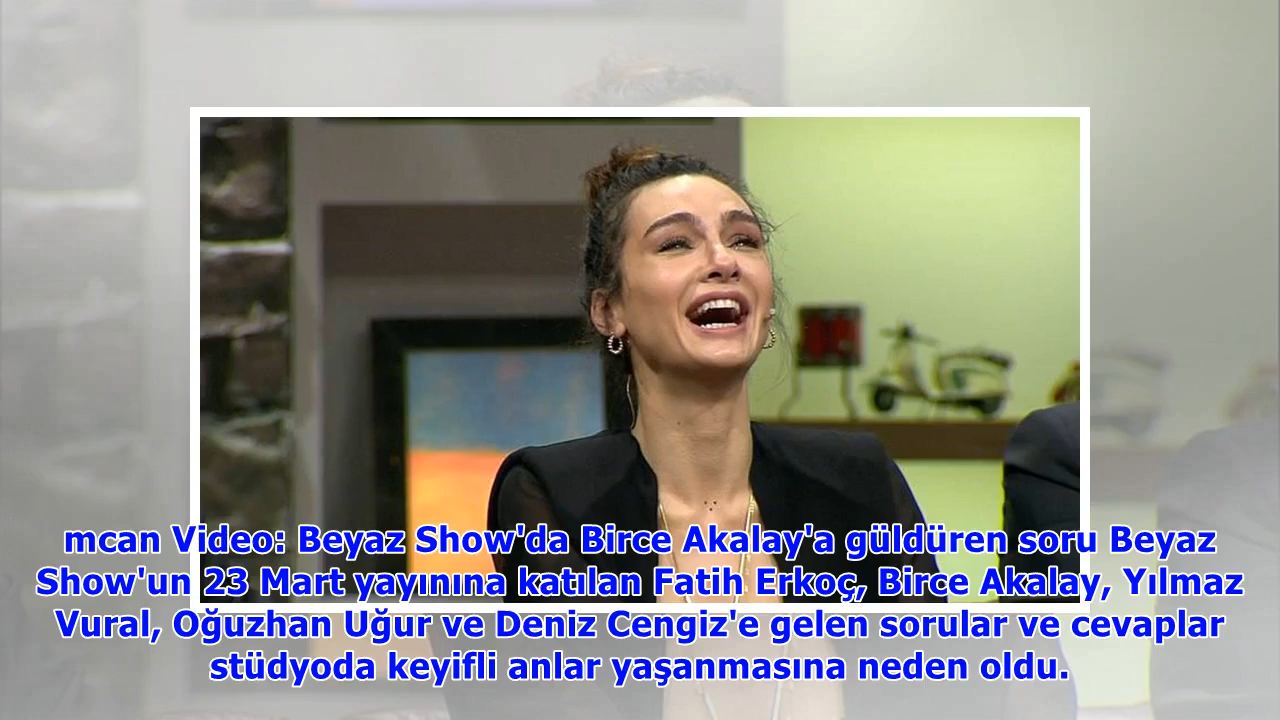 mcan Video: Beyaz Show'da Birce Akalay'a güldüren soru Beyaz
Show'un 23 Mart yayınına katılan Fatih Erkoç, Birce Akalay, Yılmaz
Vural, Oğuzhan Uğur ve Deniz Cengiz'e gelen sorular ve cevaplar
stüdyoda keyifli anlar yaşanmasına neden oldu.